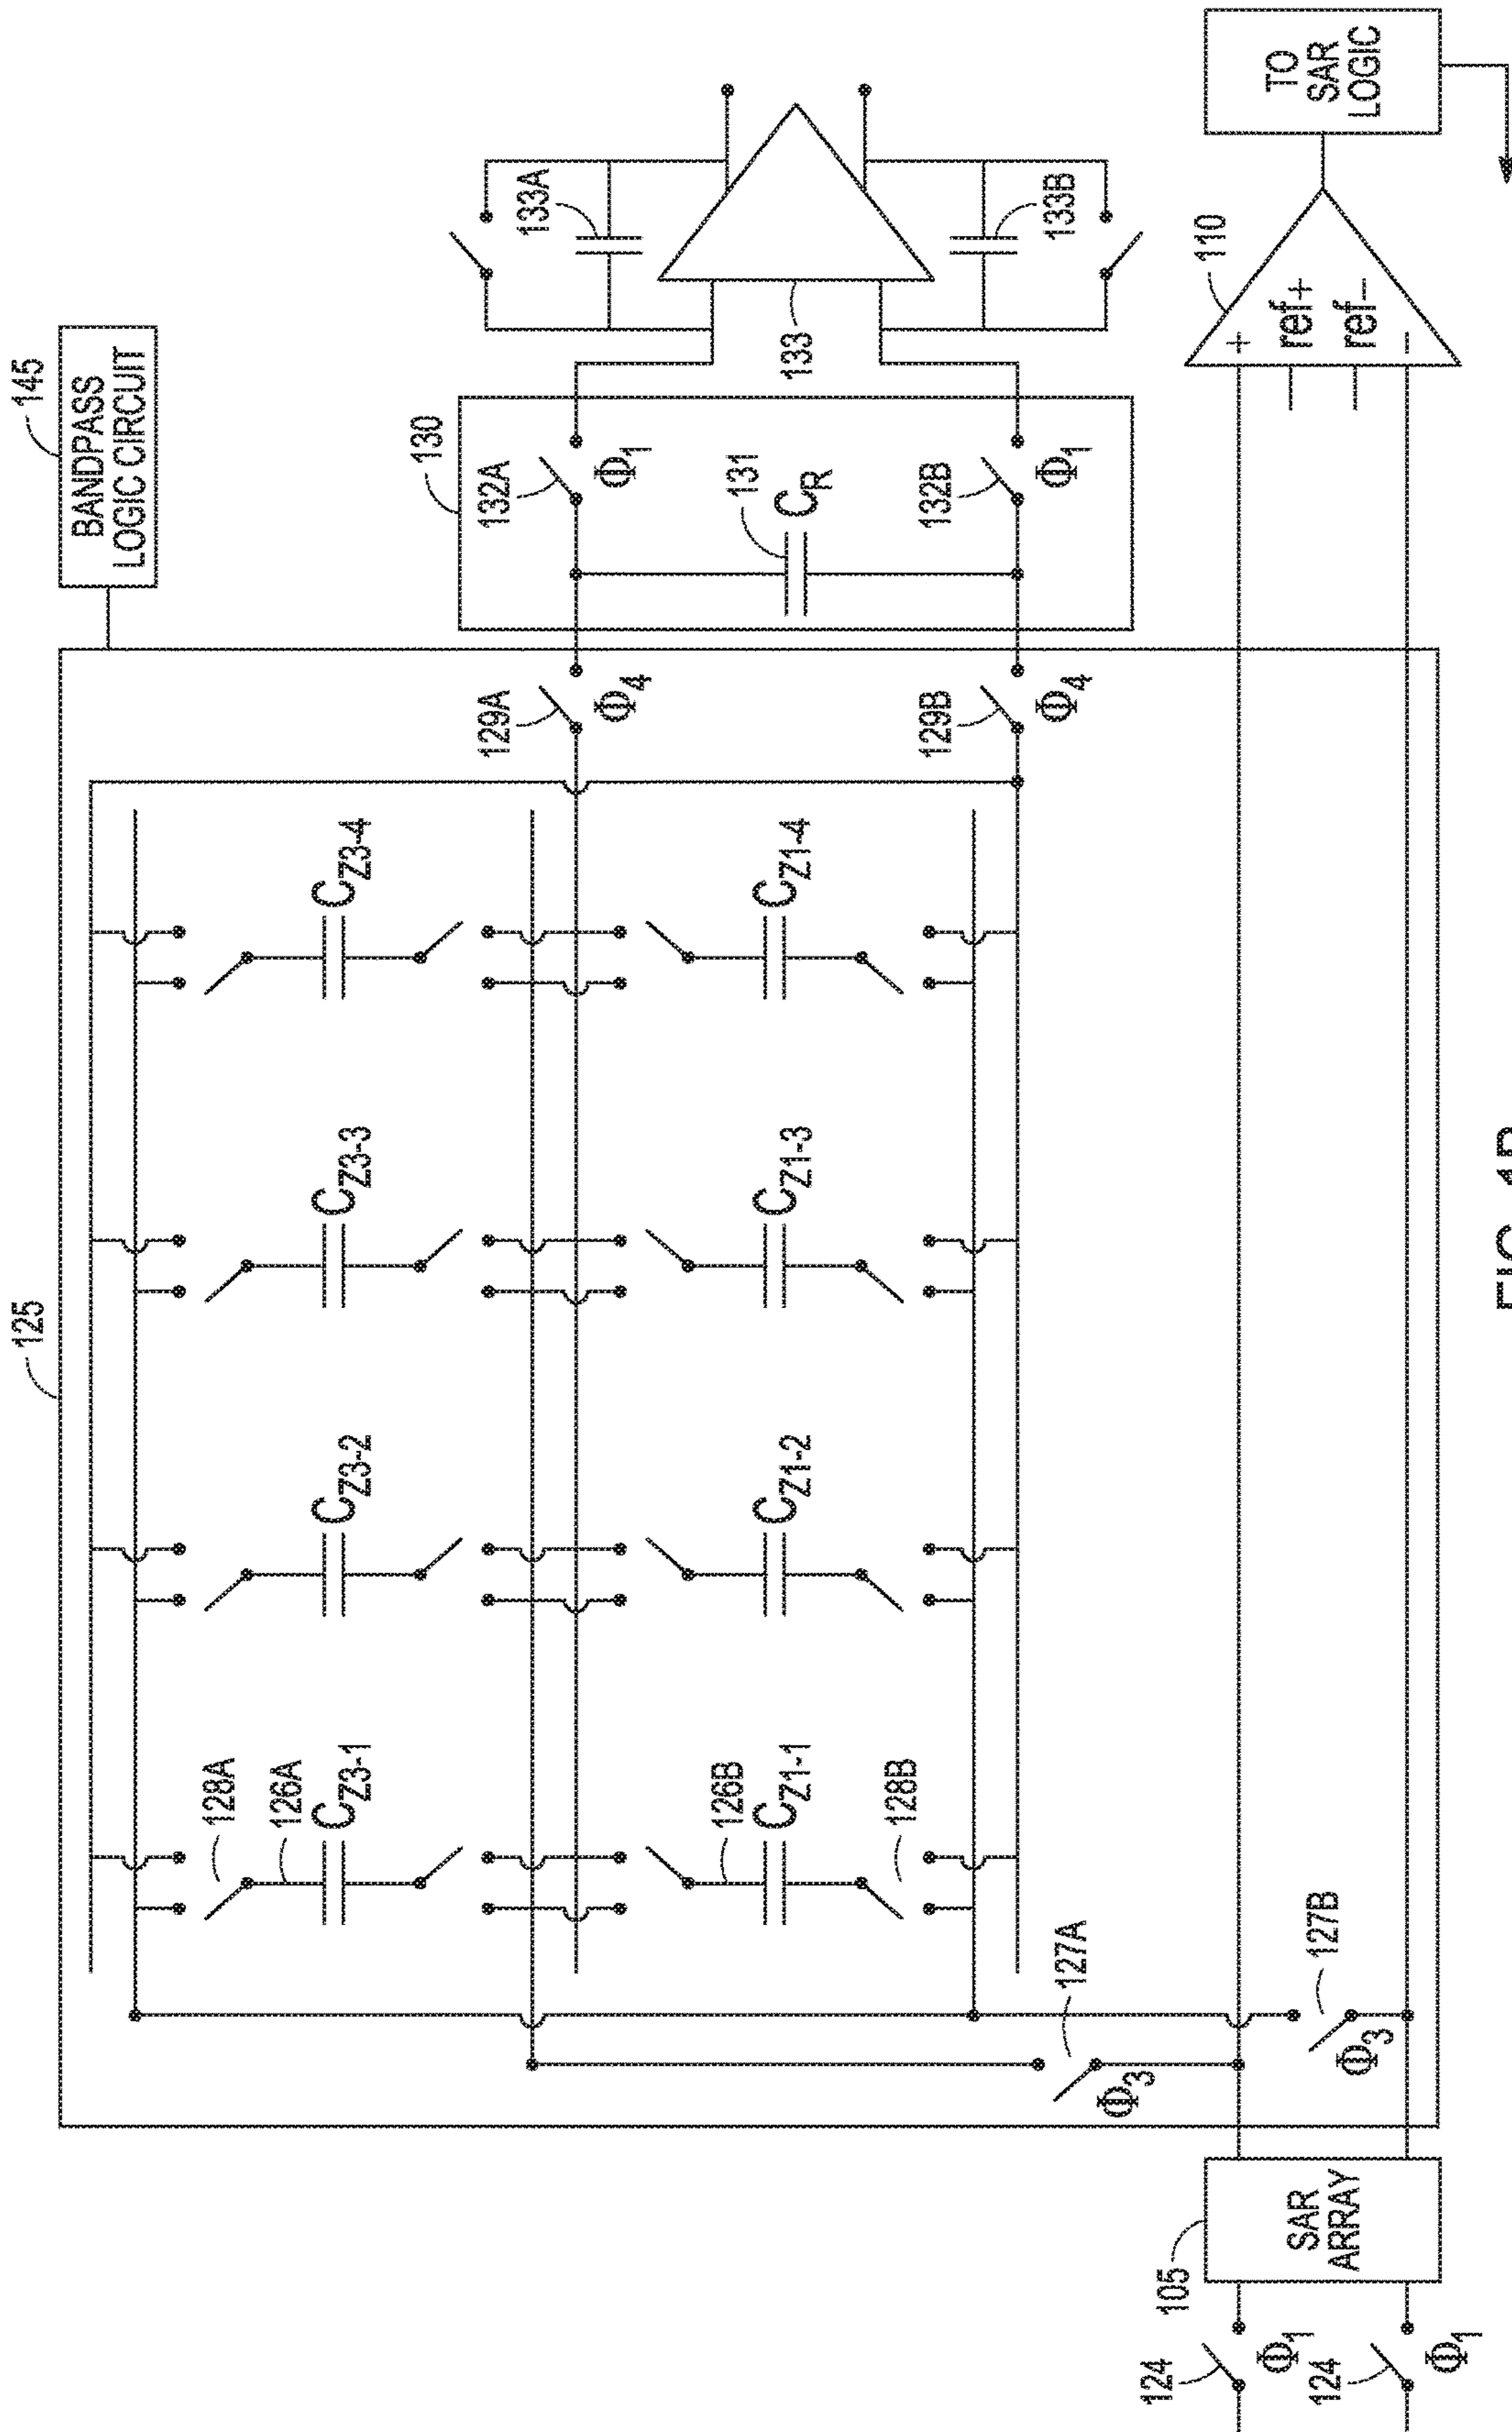 125
145
BANDPASS
LOGIC CIRCUIT
128A
126A
CZ3-1
CZ3-2
CZ3-3
CZ3-4
129A
Φ4
130
132A
Φ1
133A
131
CR
133
126B
CZ1-1
128B
CZ1-2
CZ1-3
CZ1-4
129B
Φ4
132B
Φ1
133B
127A
Φ3
127B
Φ3
124
Φ1
124
Φ1
105
SAR
ARRAY
110
+
ref+
ref−
−
TO
SAR
LOGIC